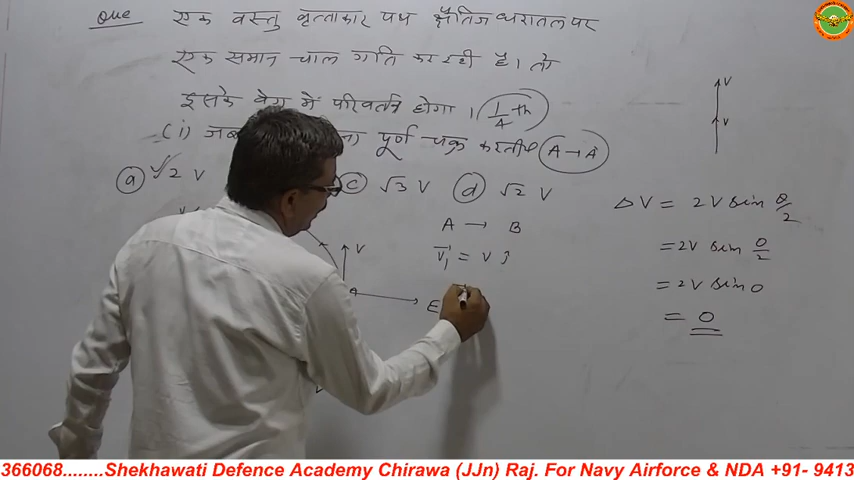 Que एक वस्तु वृत्ताकार पथ क्षैतिज धरातल पर
एक समान चाल गति कर रही है। तो
इसके वेग में परिवर्तन होगा । (1/4 th)
(i) जब पूर्ण चक्र करती है A → A
(a) √2 V (c) √3 V (d) √2 V
A → B
V₁ = V ĵ
V
A
E
V
V
ΔV = 2V sin θ/2
= 2V sin 0/2
= 2V sin 0
= 0
366068........Shekhawati Defence Academy Chirawa (JJn) Raj. For Navy Airforce & NDA +91- 9413